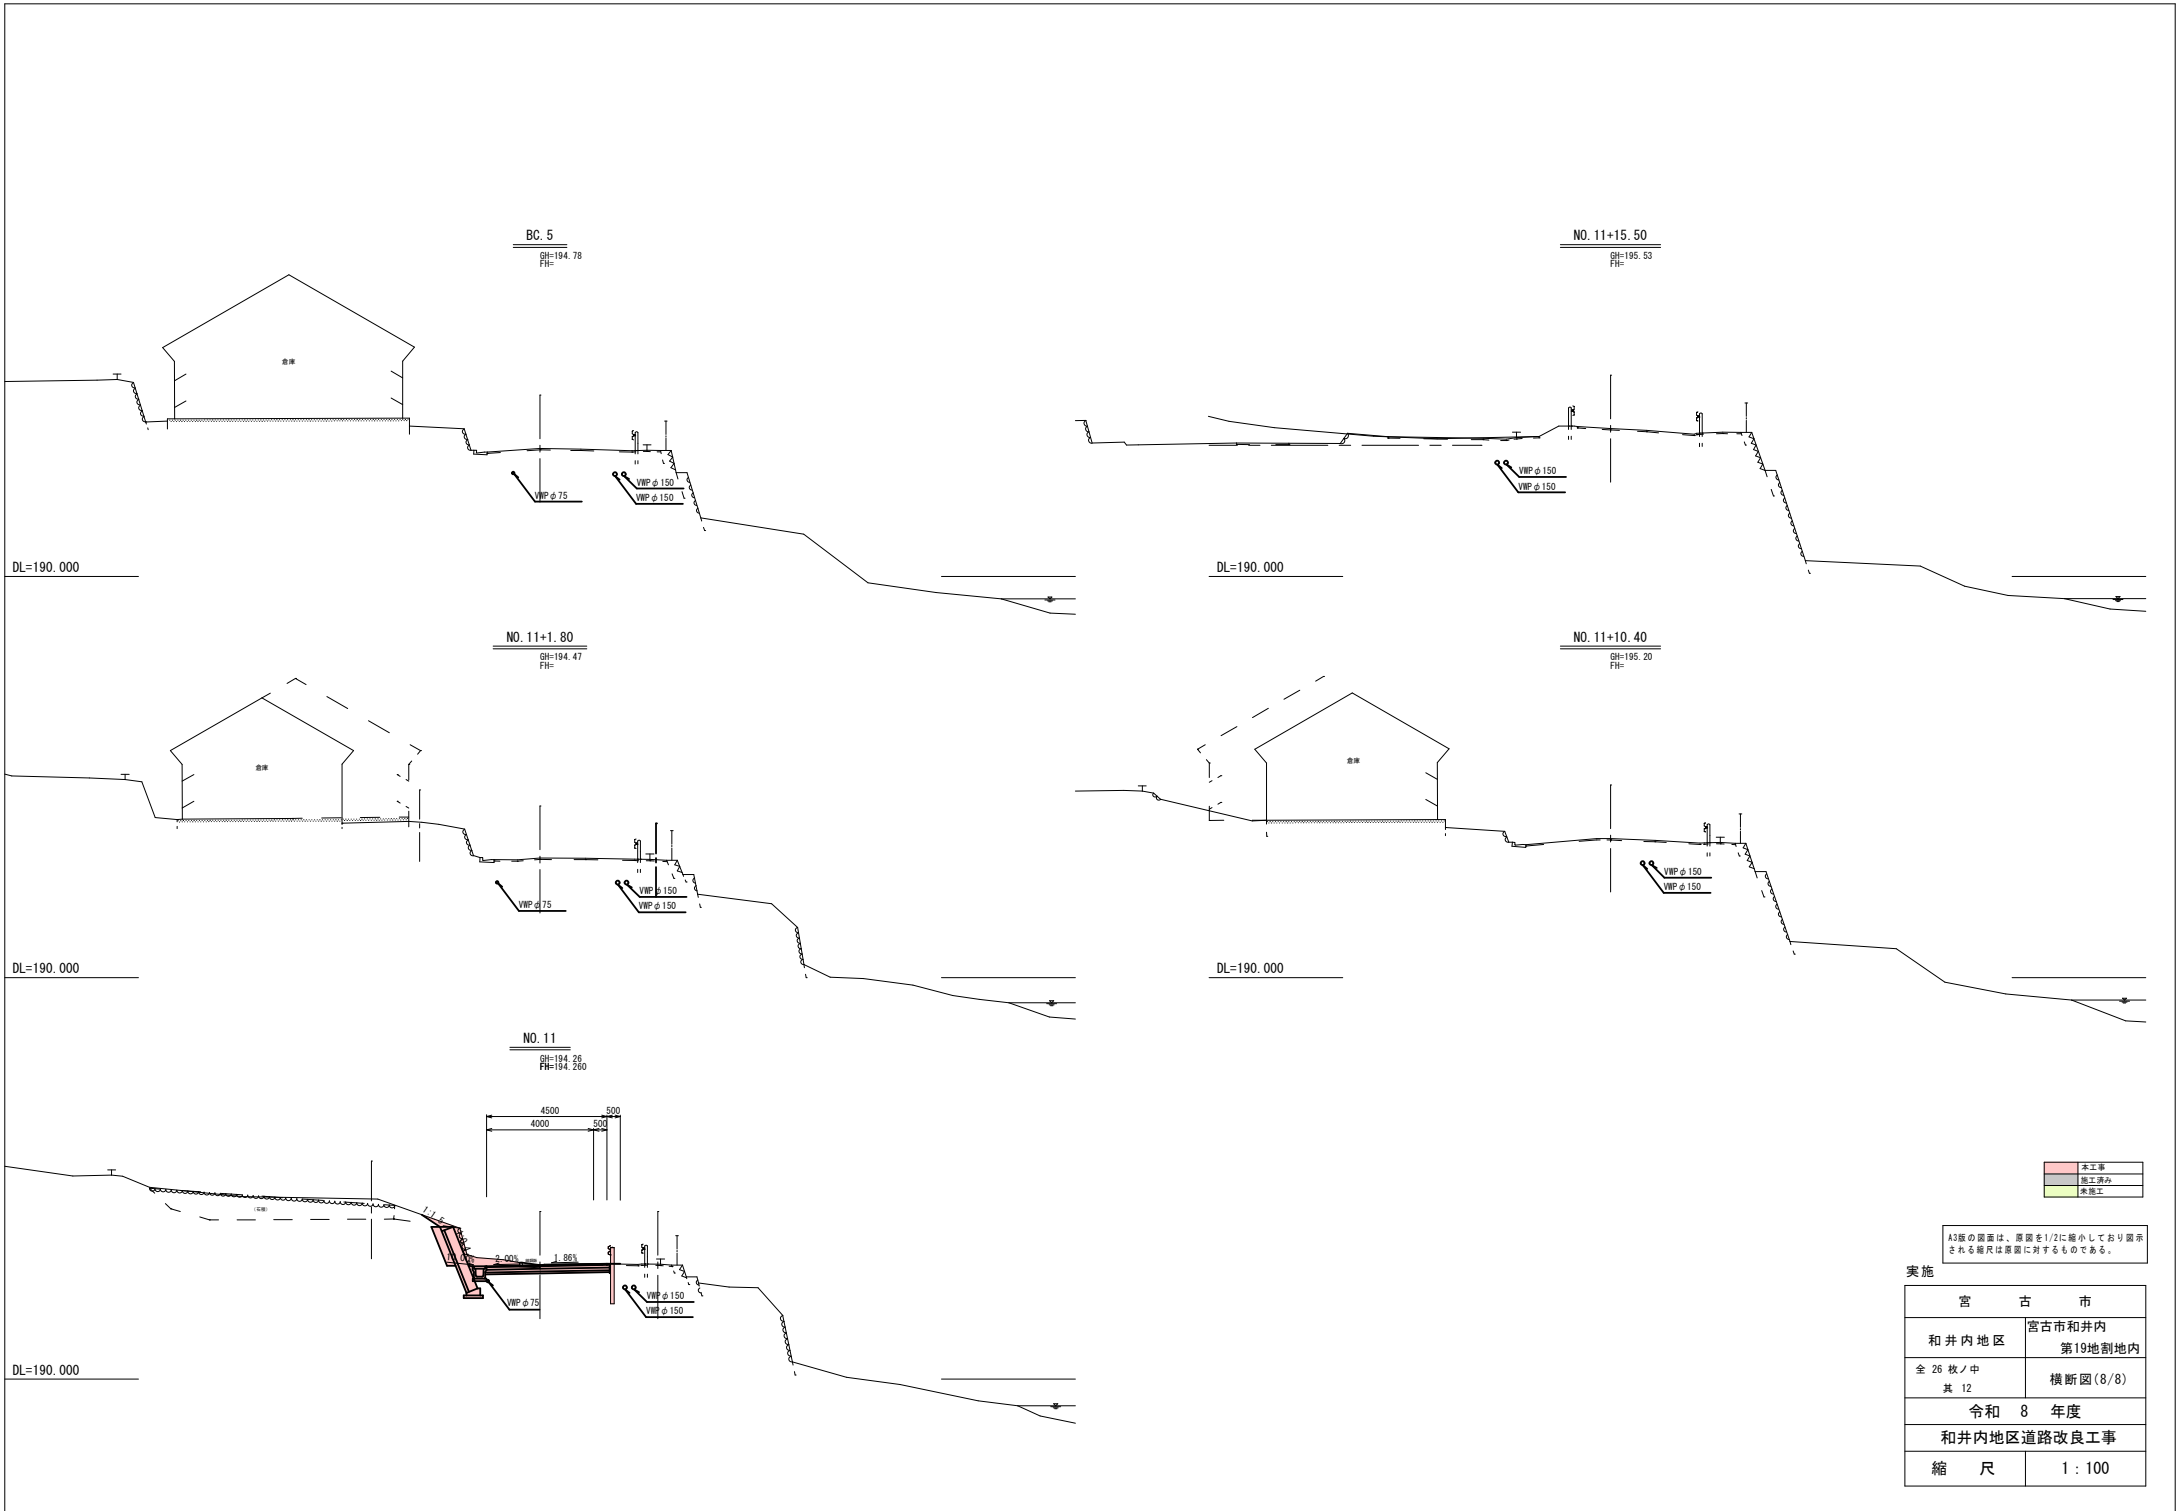 BC.5
GH=194.78
FH=
倉庫
VWPφ75
VWPφ150
VWPφ150
DL=190.000
NO.11+15.50
GH=195.53
FH=
VWPφ150
VWPφ150
DL=190.000
NO.11+1.80
GH=194.47
FH=
倉庫
VWPφ75
VWPφ150
VWPφ150
DL=190.000
NO.11+10.40
GH=195.20
FH=
倉庫
VWPφ150
VWPφ150
DL=190.000
NO.11
GH=194.26
FH=194.260
4500 500
4000 500
1:1.5
2.00% 1.86%
VWPφ75
VWPφ150
VWPφ150
DL=190.000
本工事
施工済み
未施工
A3版の図面は、原図を1/2に縮小しており図示
される縮尺は原図に対するものである。
実施
宮古市
和井内地区
宮古市和井内
第19地割地内
全 26 枚ノ中
其 12
横断図(8/8)
令和 8 年度
和井内地区道路改良工事
縮尺 1:100